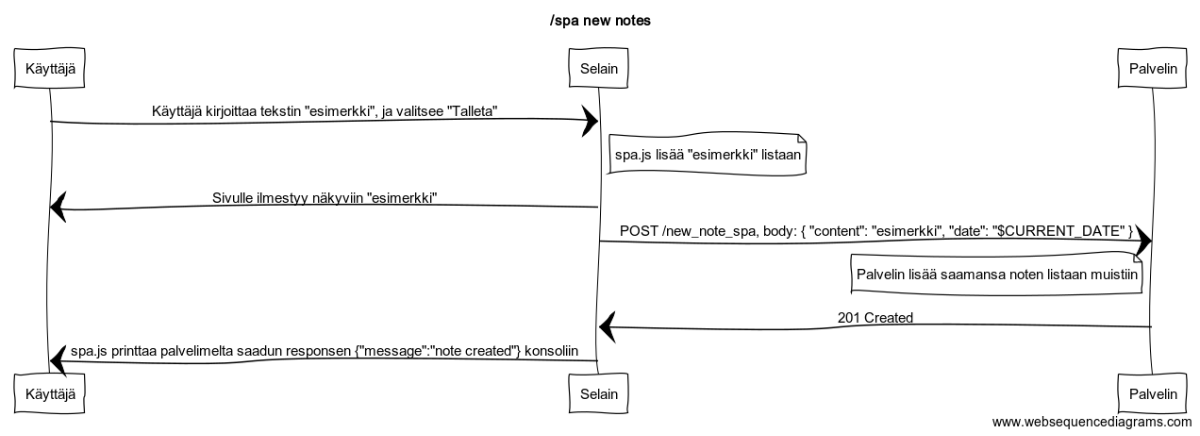 /spa new notes
Käyttäjä
Selain
Palvelin
Käyttäjä kirjoittaa tekstin "esimerkki", ja valitsee "Talleta"
spa.js lisää "esimerkki" listaan
Sivulle ilmestyy näkyviin "esimerkki"
POST /new_note_spa, body: { "content": "esimerkki", "date": "$CURRENT_DATE" }
Palvelin lisää saamansa noten listaan muistiin
201 Created
spa.js printtaa palvelimelta saadun responsen {"message":"note created"} konsoliin
Käyttäjä
Selain
Palvelin
www.websequencediagrams.com